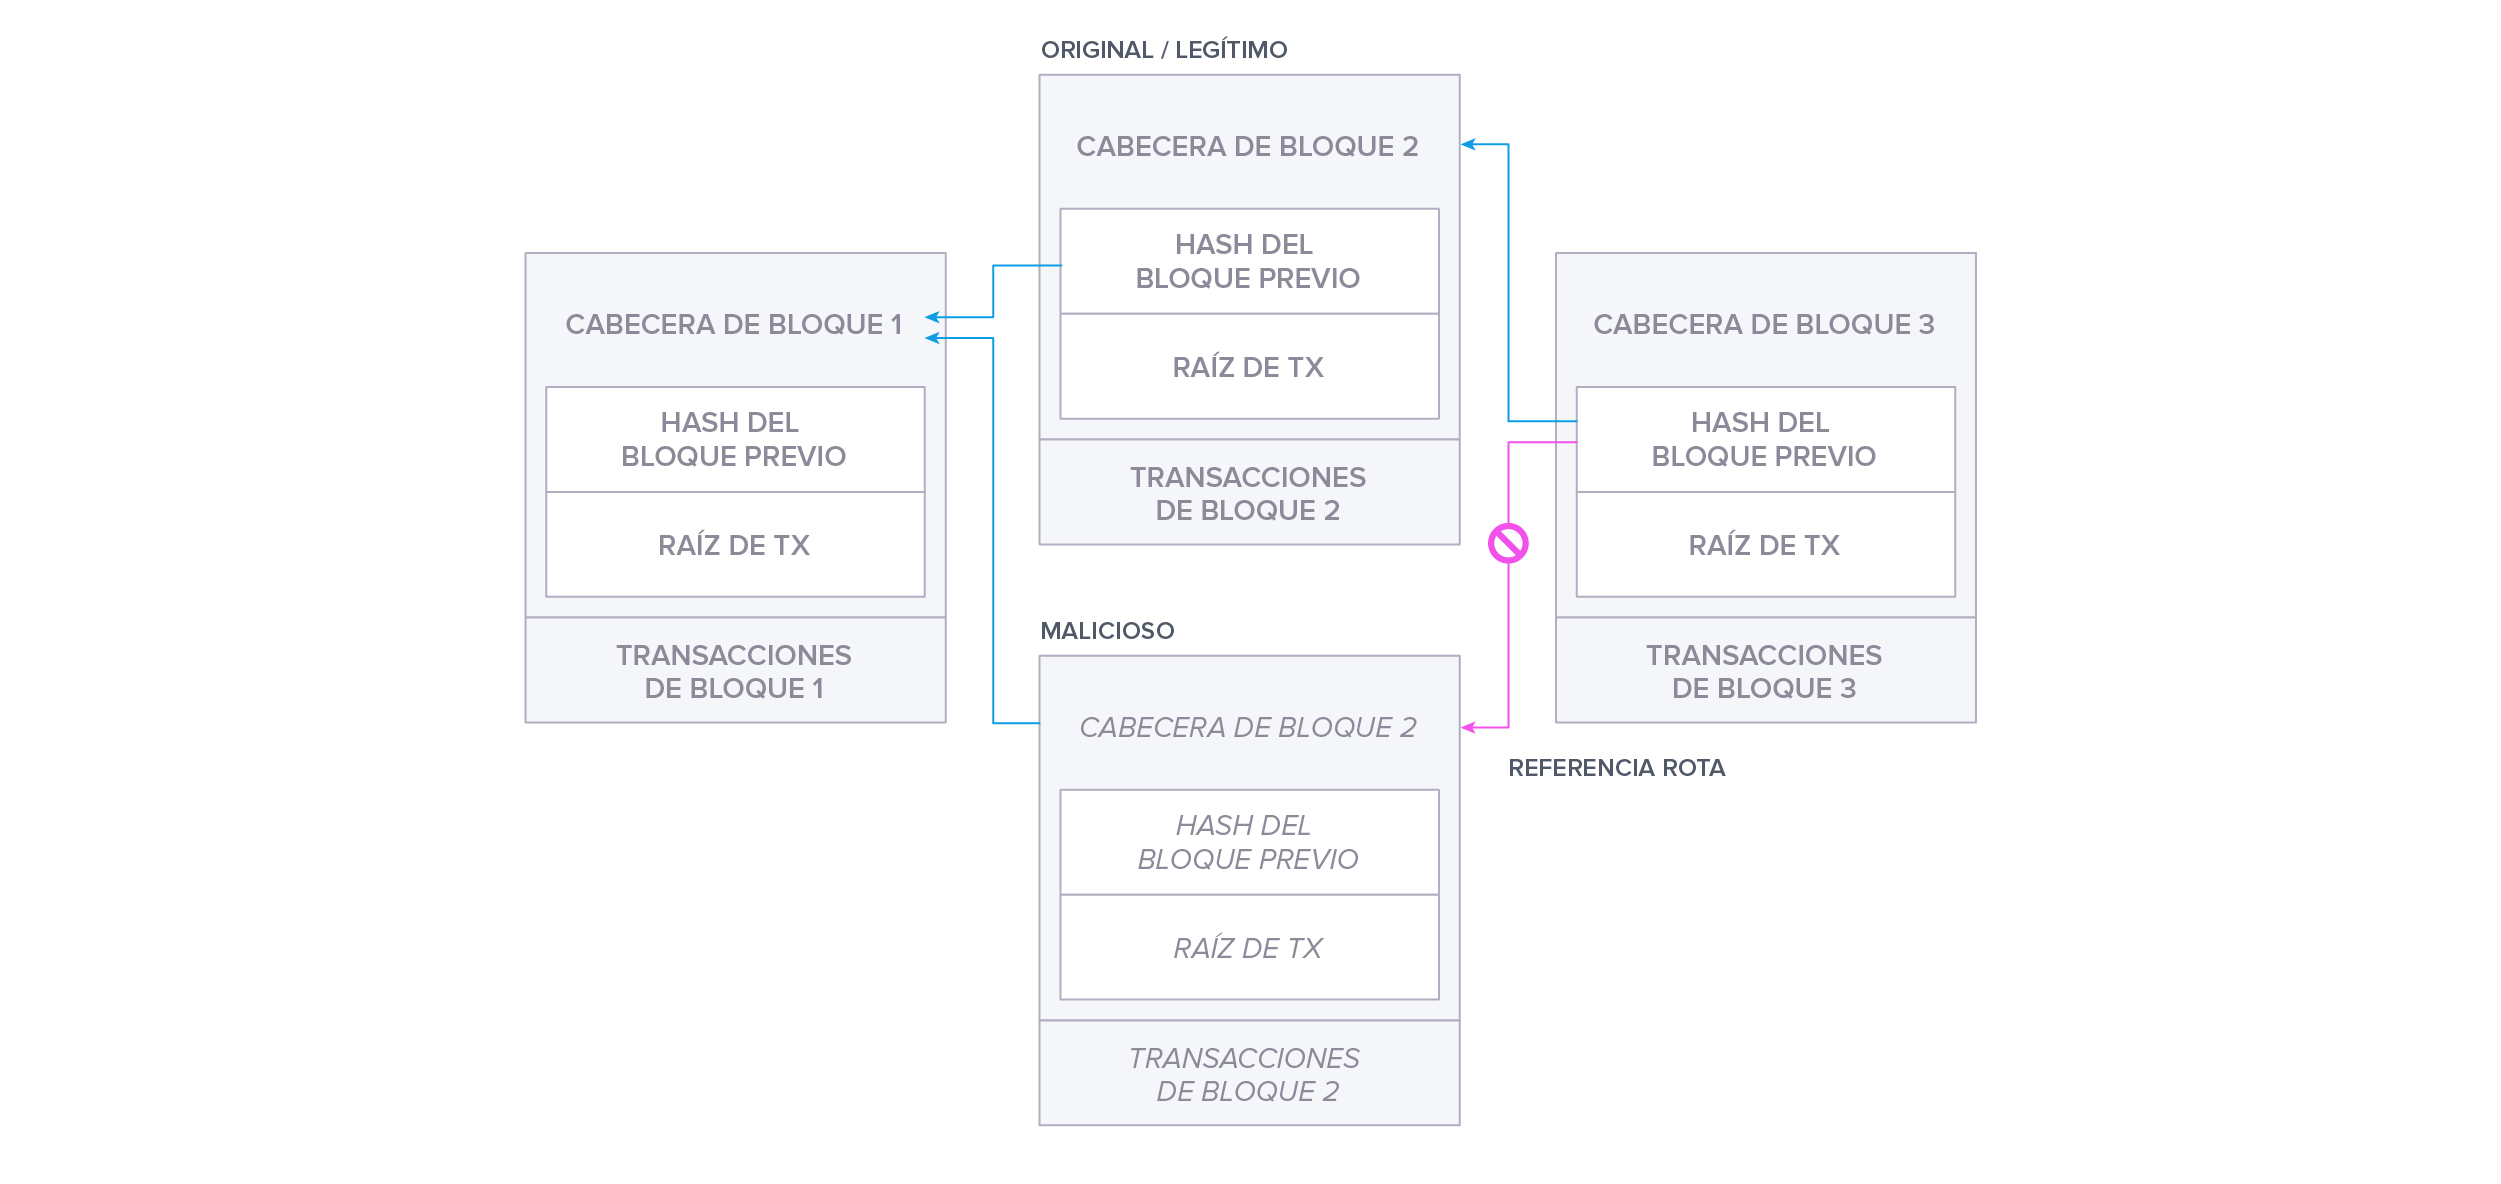 ORIGINAL / LEGÍTIMO
CABECERA DE BLOQUE 2
HASH DEL
BLOQUE PREVIO
RAÍZ DE TX
TRANSACCIONES
DE BLOQUE 2
CABECERA DE BLOQUE 1
HASH DEL
BLOQUE PREVIO
RAÍZ DE TX
TRANSACCIONES
DE BLOQUE 1
CABECERA DE BLOQUE 3
HASH DEL
BLOQUE PREVIO
RAÍZ DE TX
TRANSACCIONES
DE BLOQUE 3
MALICIOSO
CABECERA DE BLOQUE 2
HASH DEL
BLOQUE PREVIO
RAÍZ DE TX
TRANSACCIONES
DE BLOQUE 2
REFERENCIA ROTA